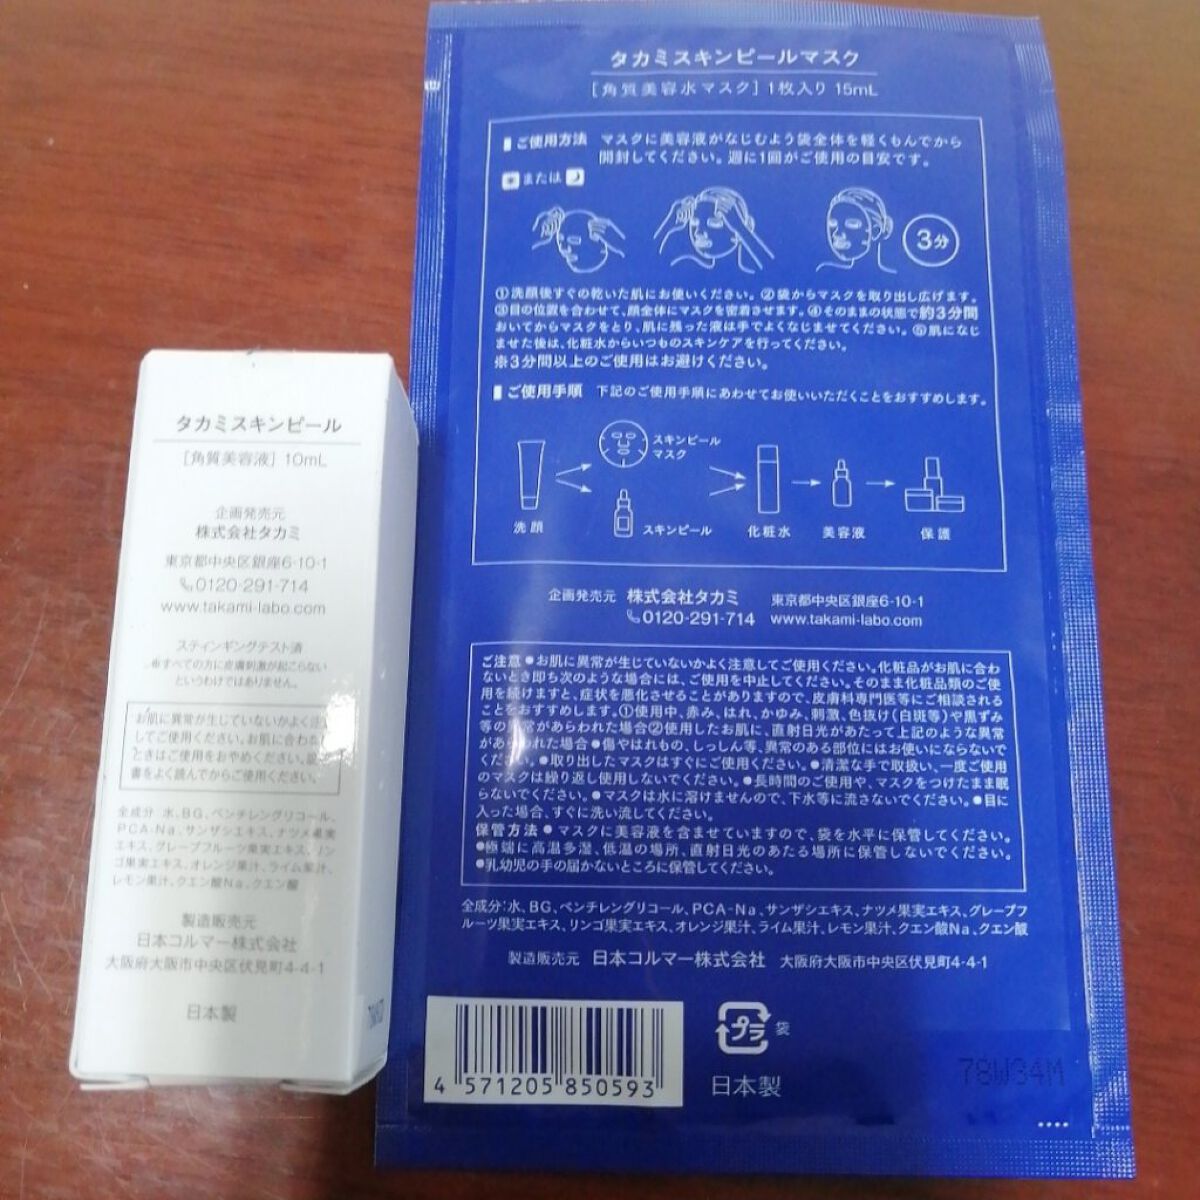 タカミスキンピール
[角質美容液] 10mL
企画発売元
株式会社タカミ
東京都中央区銀座6-10-1
0120-291-714
www.takami-labo.com
スティンギングテスト済
※すべての方に皮膚刺激が起こらない
というわけではありません。
お肌に異常が生じていないかよく注
してご使用ください。お肌に合わな
ときはご使用をおやめください。
書をよく読んでからご使用ください。
全成分 水、BG、ペンチレングリコール、
PCA-Na、サンザシエキス、ナツメ果実
エキス、グレープフルーツ果実エキス、リン
ゴ果実エキス、オレンジ果汁、ライム果汁、
レモン果汁、クエン酸Na、クエン酸
製造販売元
日本コルマー株式会社
大阪府大阪市中央区伏見町4-4-1
日本製
タカミスキンピールマスク
[角質美容水マスク] 1枚入り 15mL
ご使用方法 マスクに美容液がなじむよう袋全体を軽くもんでから
開封してください。週に1回がご使用の目安です。
または
3分
①洗顔後すぐの乾いた肌にお使いください。②袋からマスクを取り出し広げます。
③目の位置を合わせて、顔全体にマスクを密着させます。④そのままの状態で約3分間
おいてからマスクをとり、肌に残った液は手でよくなじませてください。⑤肌になじ
ませた後は、化粧水からいつものスキンケアを行ってください。
※3分間以上のご使用はお避けください。
ご使用手順 下記のご使用手順にあわせてお使いいただくことをおすすめします。
スキンピール
マスク
洗顔 スキンピール 化粧水 美容液 保護
企画発売元 株式会社タカミ 東京都中央区銀座6-10-1
0120-291-714 www.takami-labo.com
ご注意 ●お肌に異常が生じていないかよく注意してご使用ください。化粧品がお肌に合わ
ないとき即ち次のような場合には、ご使用を中止してください。そのまま化粧品類のご使
用を続けますと、症状を悪化させることがありますので、皮膚科専門医等にご相談される
ことをおすすめします。①使用中、赤み、はれ、かゆみ、刺激、色抜け(白斑等)や黒ずみ
等の異常があらわれた場合②使用したお肌に、直射日光があたって上記のような異常
があらわれた場合 ●傷やはれもの、しっしん等、異常のある部位にはお使いにならないで
ください。●取り出したマスクはすぐにご使用ください。●清潔な手で取扱い、一度ご使用
のマスクは繰り返し使用しないでください。●長時間のご使用や、マスクをつけたまま眠
らないでください。●マスクは水に溶けませんので、下水等に流さないでください。●目に
入った場合、すぐに洗い流してください。
保管方法 ●マスクに美容液を含ませていますので、袋を水平に保管してください。
●極端に高温多湿、低温の場所、直射日光のあたる場所に保管しないでください。
●乳幼児の手の届かないところに保管してください。
全成分:水、BG、ペンチレングリコール、PCA-Na、サンザシエキス、ナツメ果実エキス、グレープフ
ルーツ果実エキス、リンゴ果実エキス、オレンジ果汁、ライム果汁、レモン果汁、クエン酸Na、クエン酸
製造販売元 日本コルマー株式会社 大阪府大阪市中央区伏見町4-4-1
4 571205 850593
プラ 袋
日本製
78W34M